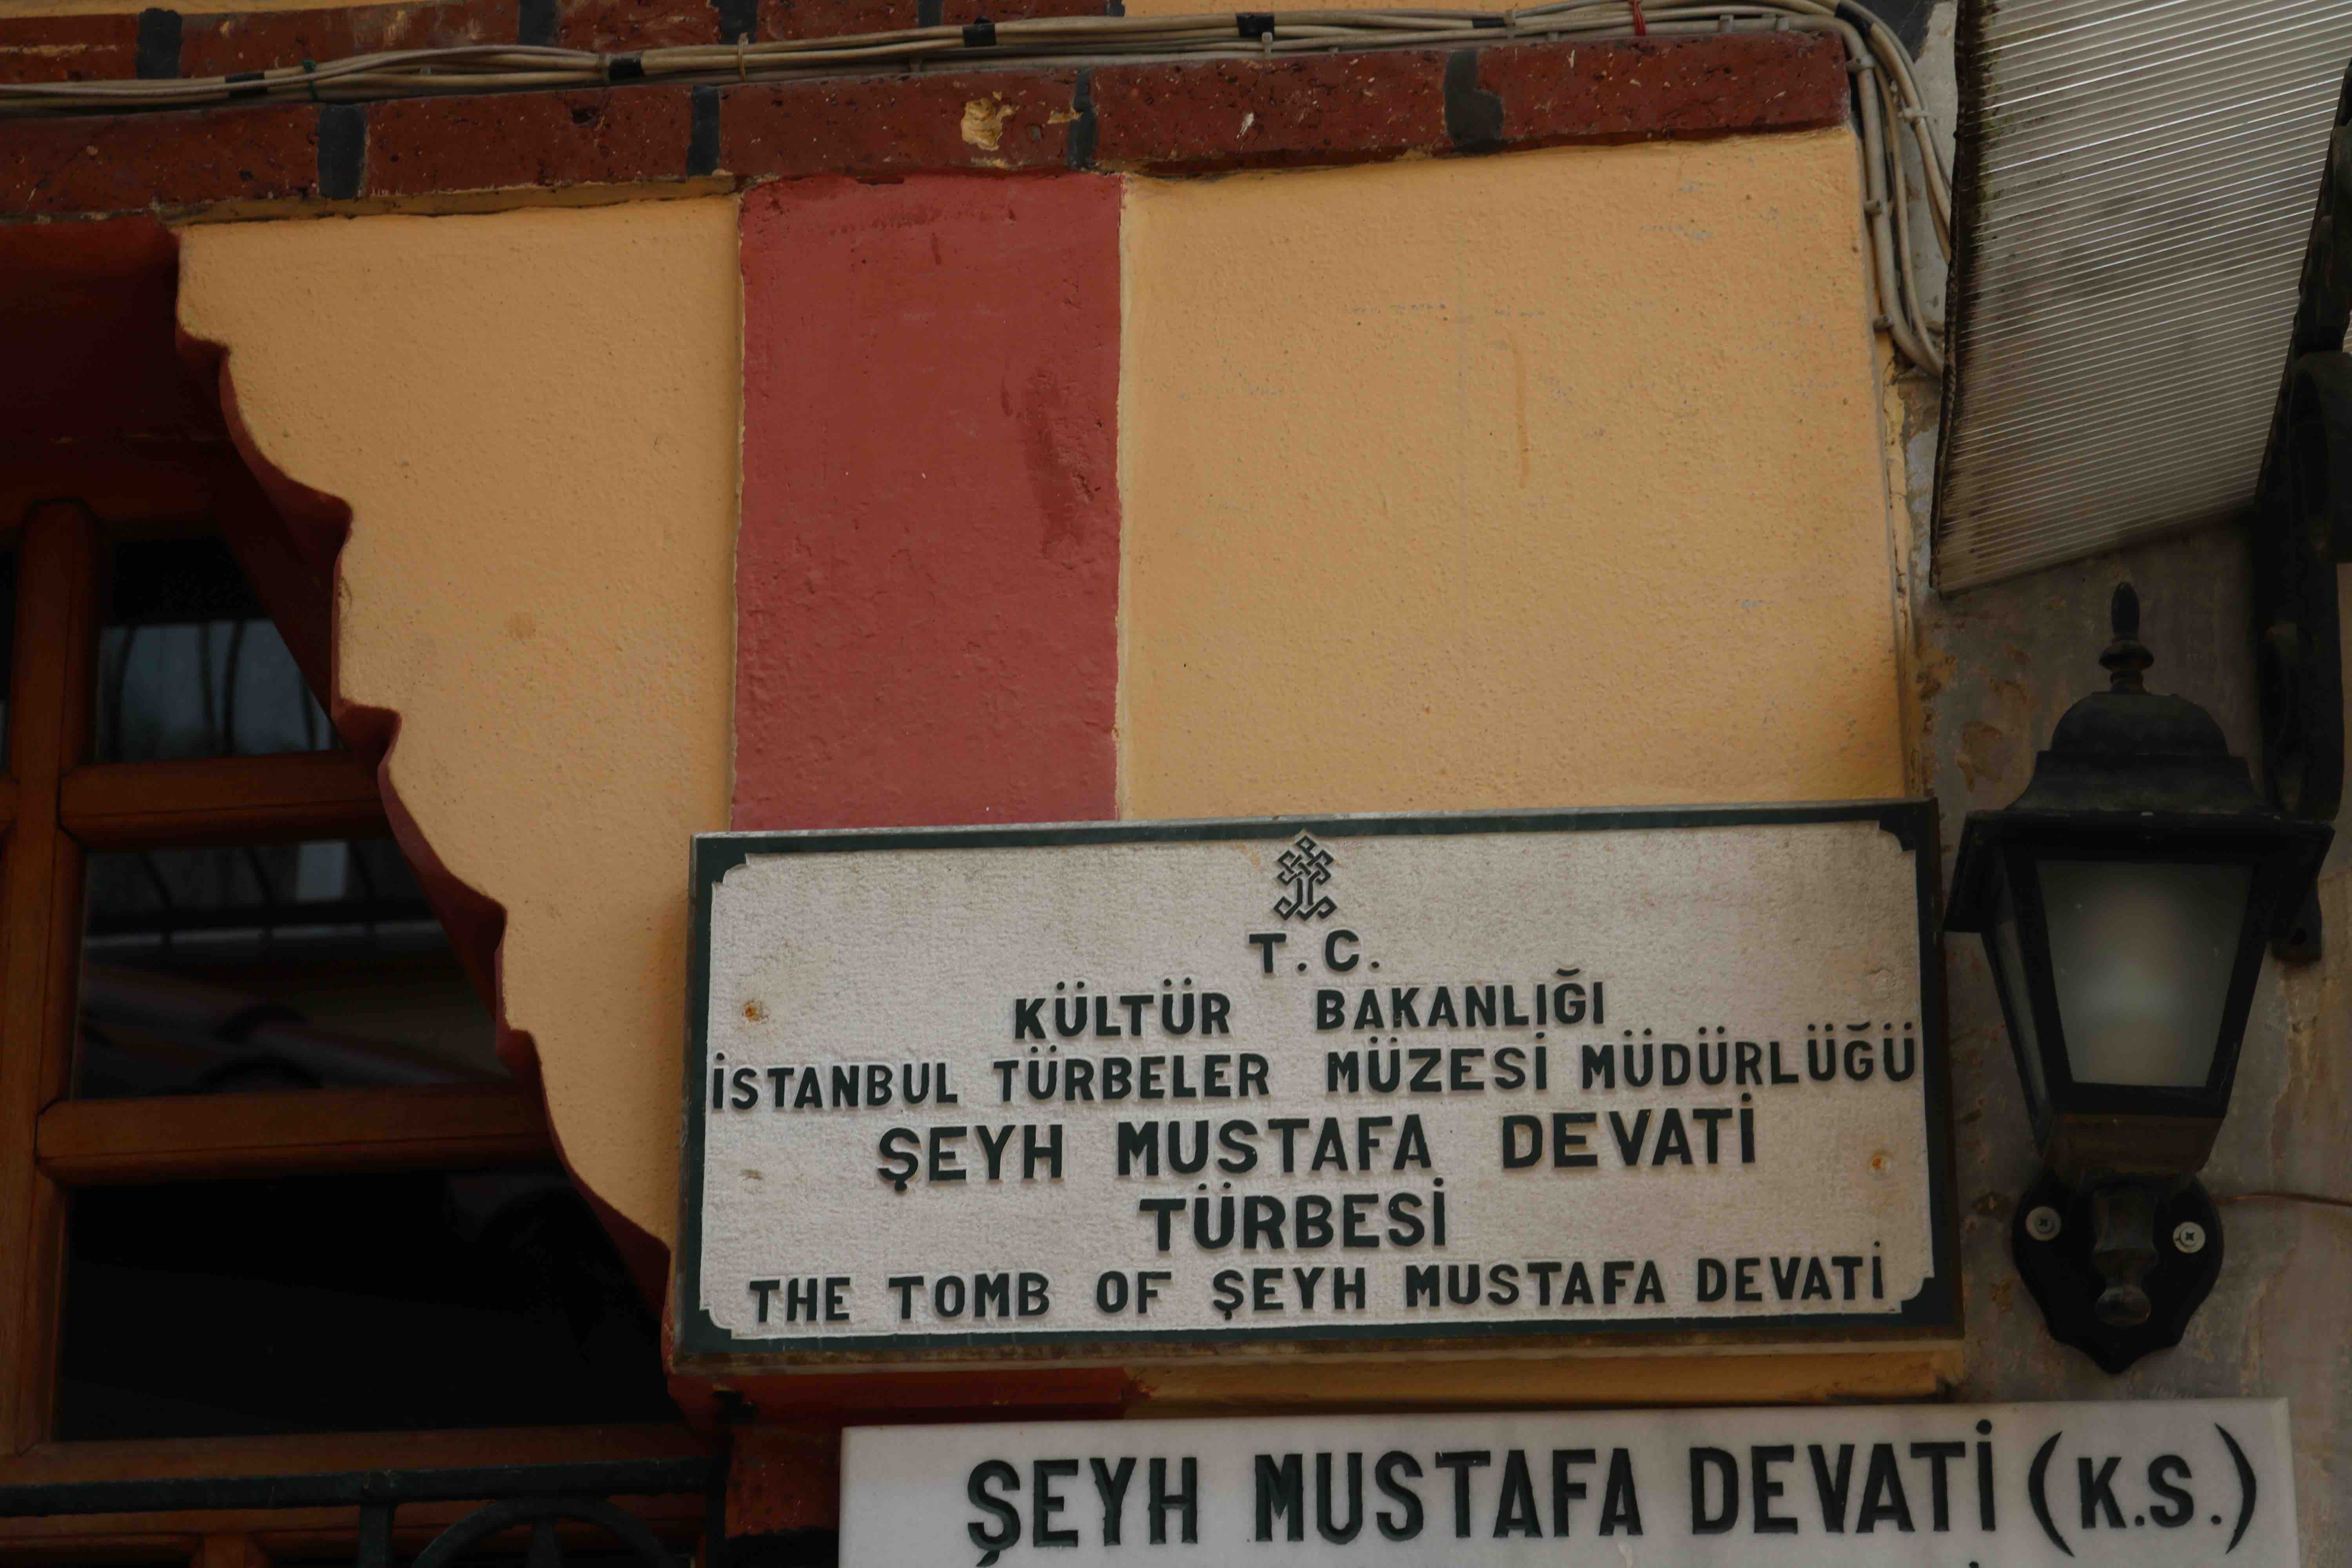 T.C.
KÜLTÜR BAKANLIĞI
İSTANBUL TÜRBELER MÜZESİ MÜDÜRLÜĞÜ
ŞEYH MUSTAFA DEVATİ
TÜRBESİ
THE TOMB OF ŞEYH MUSTAFA DEVATİ
ŞEYH MUSTAFA DEVATİ (K.S.)